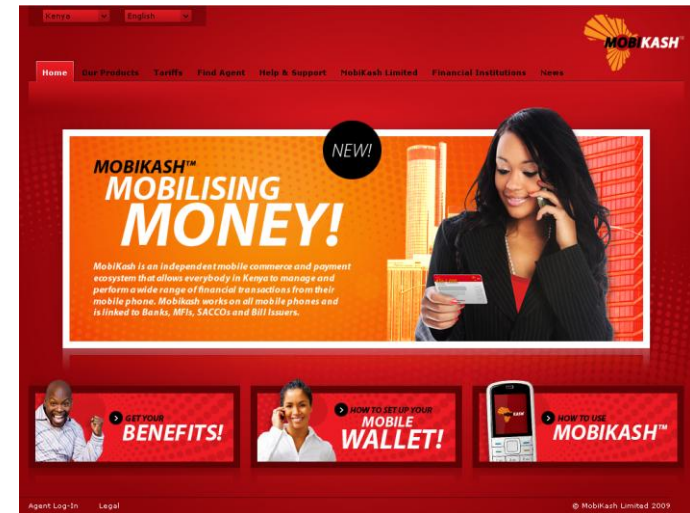 Kenya English
MOBIKASH™
Home Our Products Tariffs Find Agent Help & Support MobiKash Limited Financial Institutions News
NEW!
MOBIKASH™
MOBILISING
MONEY!
MobiKash is an independent mobile commerce and payment
ecosystem that allows everybody in Kenya to manage and
perform a wide range of financial transactions from their
mobile phone. Mobikash works on all mobile phones and
is linked to Banks, MFIs, SACCOs and Bill Issuers.
GET YOUR
BENEFITS!
HOW TO SET UP YOUR
MOBILE
WALLET!
HOW TO USE
MOBIKASH™
Agent Log-In Legal
© MobiKash Limited 2009